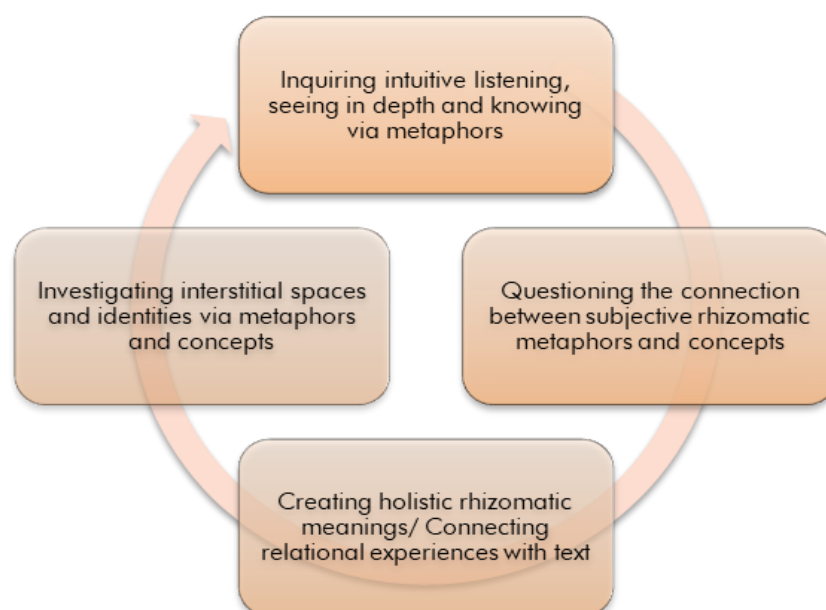 Inquiring intuitive listening,
seeing in depth and knowing
via metaphors
Questioning the connection
between subjective rhizomatic
metaphors and concepts
Creating holistic rhizomatic
meanings/ Connecting
relational experiences with text
Investigating interstitial spaces
and identities via metaphors
and concepts